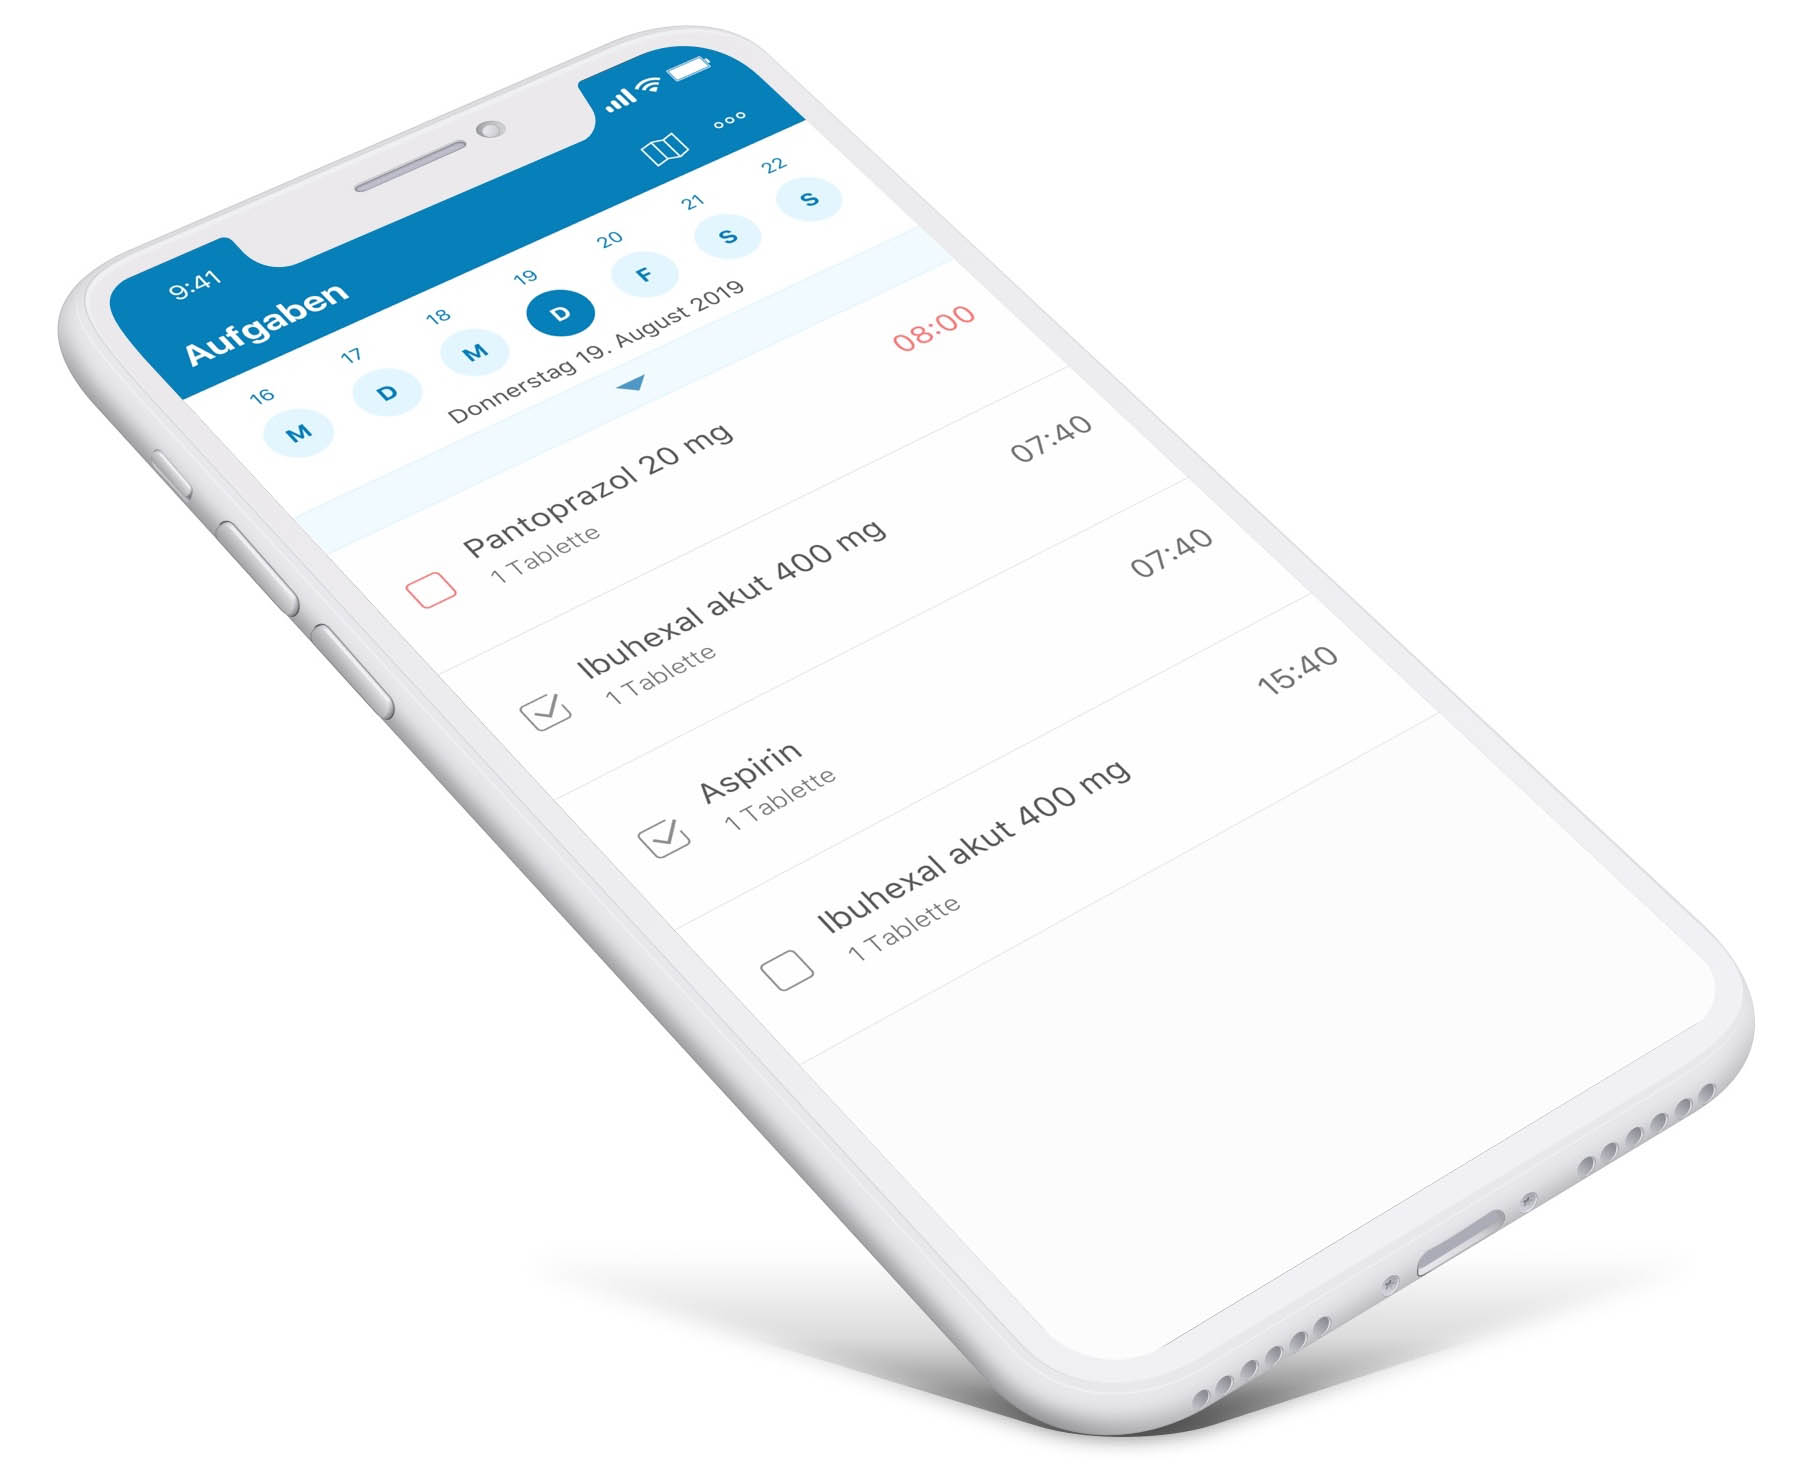 9:41
Aufgaben
16 17 18 19 20 21 22
M D M D F S S
Donnerstag 19. August 2019
Pantoprazol 20 mg 08:00
1 Tablette
Ibuhexal akut 400 mg 07:40
1 Tablette
Aspirin 07:40
1 Tablette
Ibuhexal akut 400 mg 15:40
1 Tablette